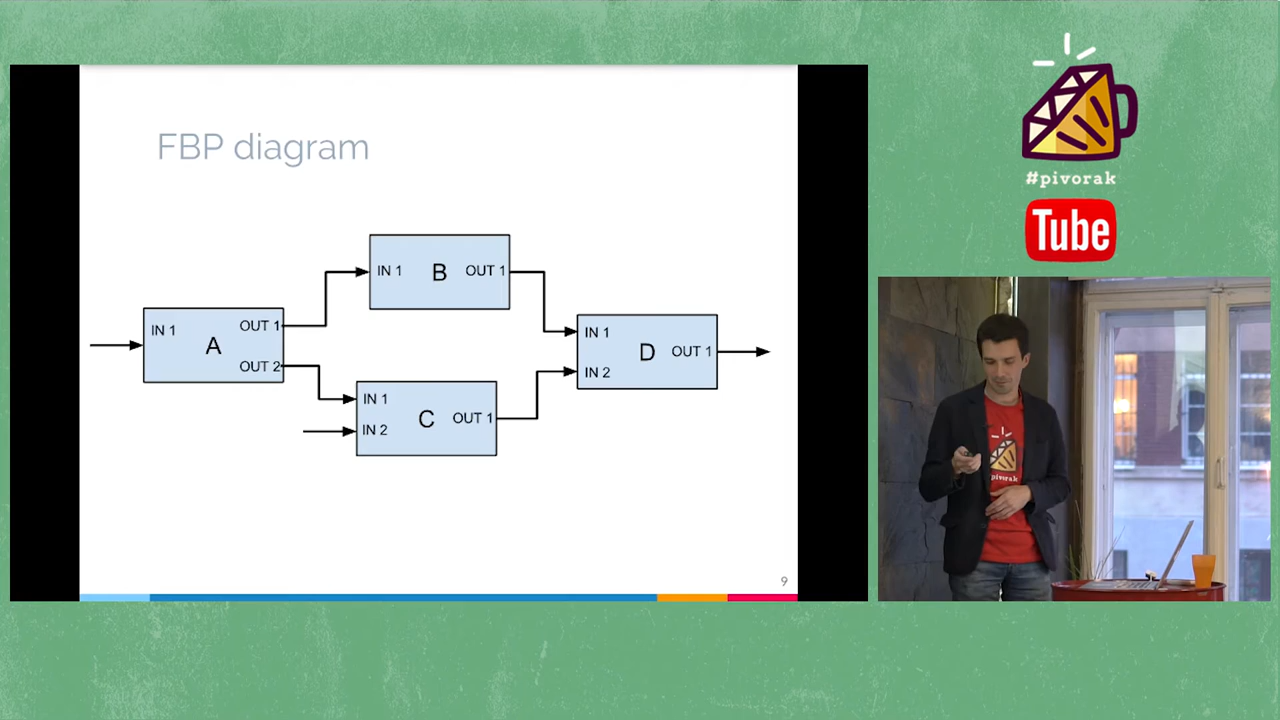 FBP diagram
IN 1
A
OUT 1
OUT 2
IN 1
B
OUT 1
IN 1
IN 2
C
OUT 1
IN 1
IN 2
D
OUT 1
9
#pivorak
Tube
pivorak